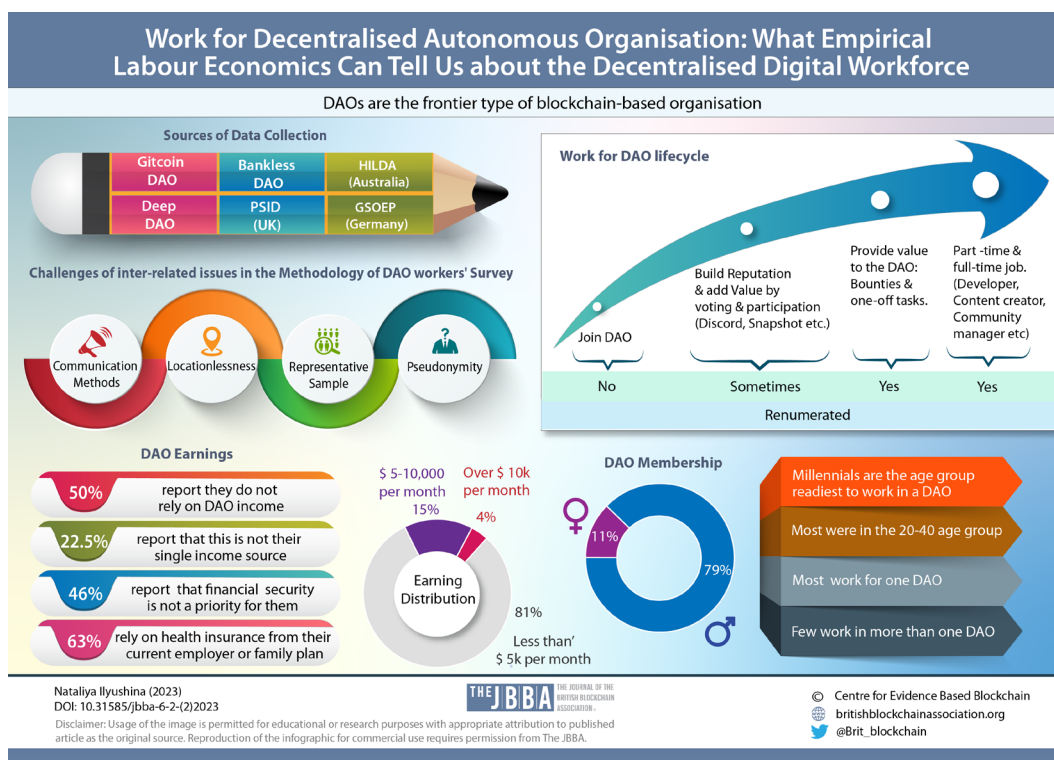 Work for Decentralised Autonomous Organisation: What Empirical
Labour Economics Can Tell Us about the Decentralised Digital Workforce
DAOs are the frontier type of blockchain-based organisation
Sources of Data Collection
Gitcoin
DAO
Bankless
DAO
HILDA
(Australia)
Deep
DAO
PSID
(UK)
GSOEP
(Germany)
Challenges of inter-related issues in the Methodology of DAO workers' Survey
Communication
Methods
Locationlessness
Representative
Sample
Pseudonymity
Work for DAO lifecycle
Join DAO
Build Reputation
& add Value by
voting & participation
(Discord, Snapshot etc.)
Provide value
to the DAO:
Bounties &
one-off tasks.
Part -time &
full-time job.
(Developer,
Content creator,
Community
manager etc)
No
Sometimes
Yes
Yes
Renumerated
DAO Earnings
50%
report they do not
rely on DAO income
22.5%
report that this is not their
single income source
46%
report that financial security
is not a priority for them
63%
rely on health insurance from their
current employer or family plan
$ 5-10,000
per month
15%
Over $ 10k
per month
4%
Earning
Distribution
81%
Less than'
$ 5k per month
DAO Membership
11%
79%
Millennials are the age group
readiest to work in a DAO
Most were in the 20-40 age group
Most work for one DAO
Few work in more than one DAO
Nataliya Ilyushina (2023)
DOI: 10.31585/jbba-6-2-(2)2023
Disclaimer: Usage of the image is permitted for educational or research purposes with appropriate attribution to published
article as the original source. Reproduction of the infographic for commercial use requires permission from The JBBA.
THE JBBA
THE JOURNAL OF THE
BRITISH BLOCKCHAIN
ASSOCIATION
© Centre for Evidence Based Blockchain
britishblockchainassociation.org
@Brit_blockchain